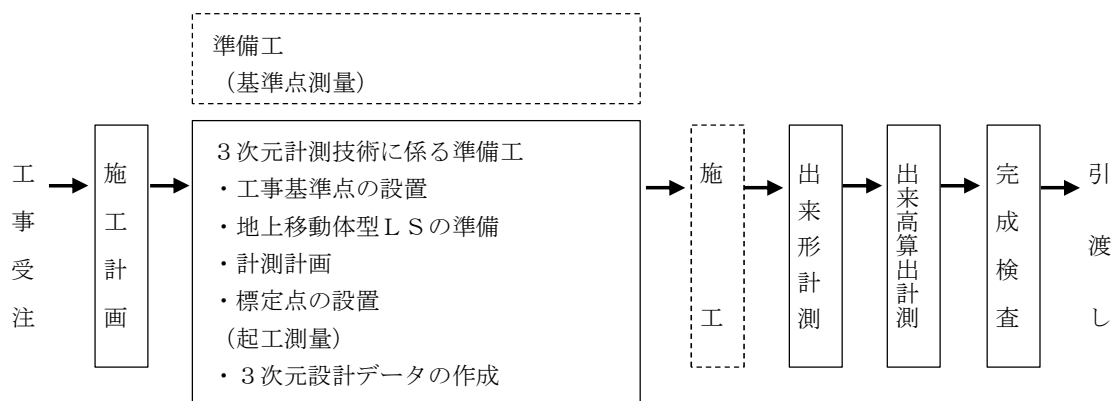 準備工
（基準点測量）
工事受注
施工計画
３次元計測技術に係る準備工
・工事基準点の設置
・地上移動体型ＬＳの準備
・計測計画
・標定点の設置
(起工測量)
・３次元設計データの作成
施工
出来形計測
出来高算出計測
完成検査
引渡し